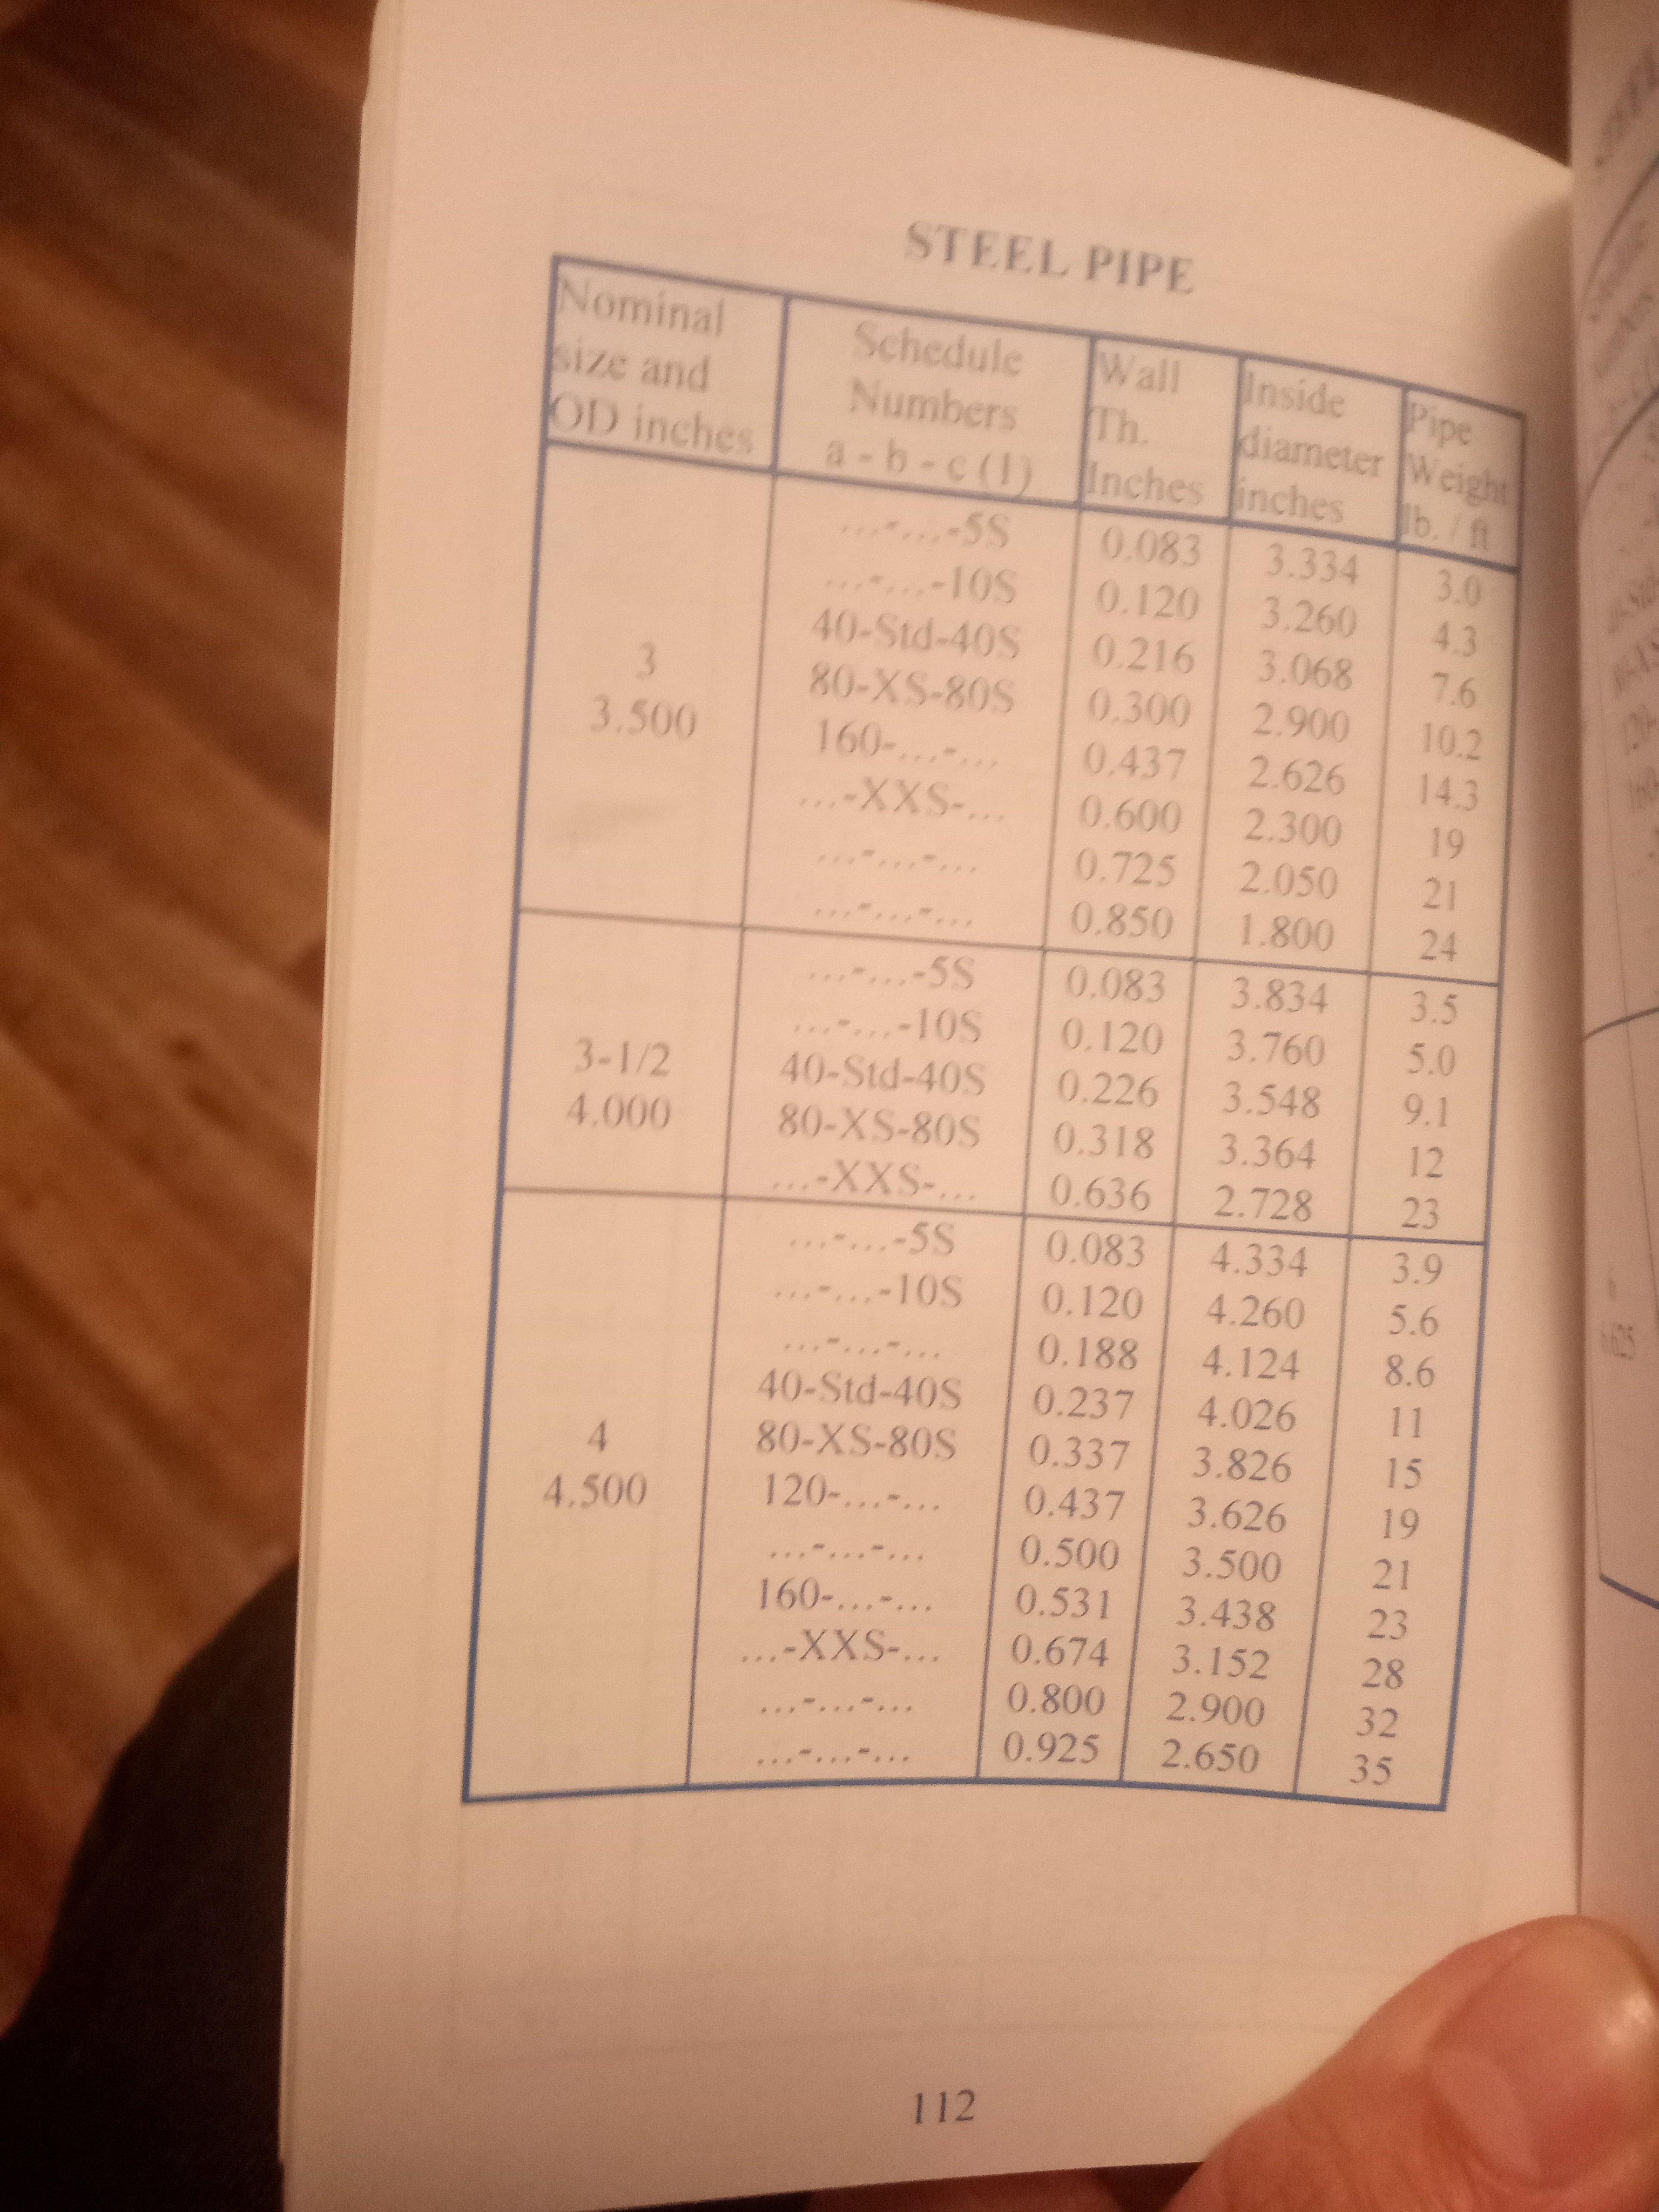 STEEL PIPE
Nominal size and OD inches | Schedule Numbers a - b - c (1) | Wall Th. Inches | Inside diameter inches | Pipe Weight lb. / ft
3
3.500
...-...-5S 0.083 3.334 3.0
...-...-10S 0.120 3.260 4.3
40-Std-40S 0.216 3.068 7.6
80-XS-80S 0.300 2.900 10.2
160-...-... 0.437 2.626 14.3
...-XXS-... 0.600 2.300 19
...-...-... 0.725 2.050 21
...-...-... 0.850 1.800 24
3-1/2
4.000
...-...-5S 0.083 3.834 3.5
...-...-10S 0.120 3.760 5.0
40-Std-40S 0.226 3.548 9.1
80-XS-80S 0.318 3.364 12
...-XXS-... 0.636 2.728 23
4
4.500
...-...-5S 0.083 4.334 3.9
...-...-10S 0.120 4.260 5.6
...-...-... 0.188 4.124 8.6
40-Std-40S 0.237 4.026 11
80-XS-80S 0.337 3.826 15
120-...-... 0.437 3.626 19
...-...-... 0.500 3.500 21
160-...-... 0.531 3.438 23
...-XXS-... 0.674 3.152 28
...-...-... 0.800 2.900 32
...-...-... 0.925 2.650 35
112